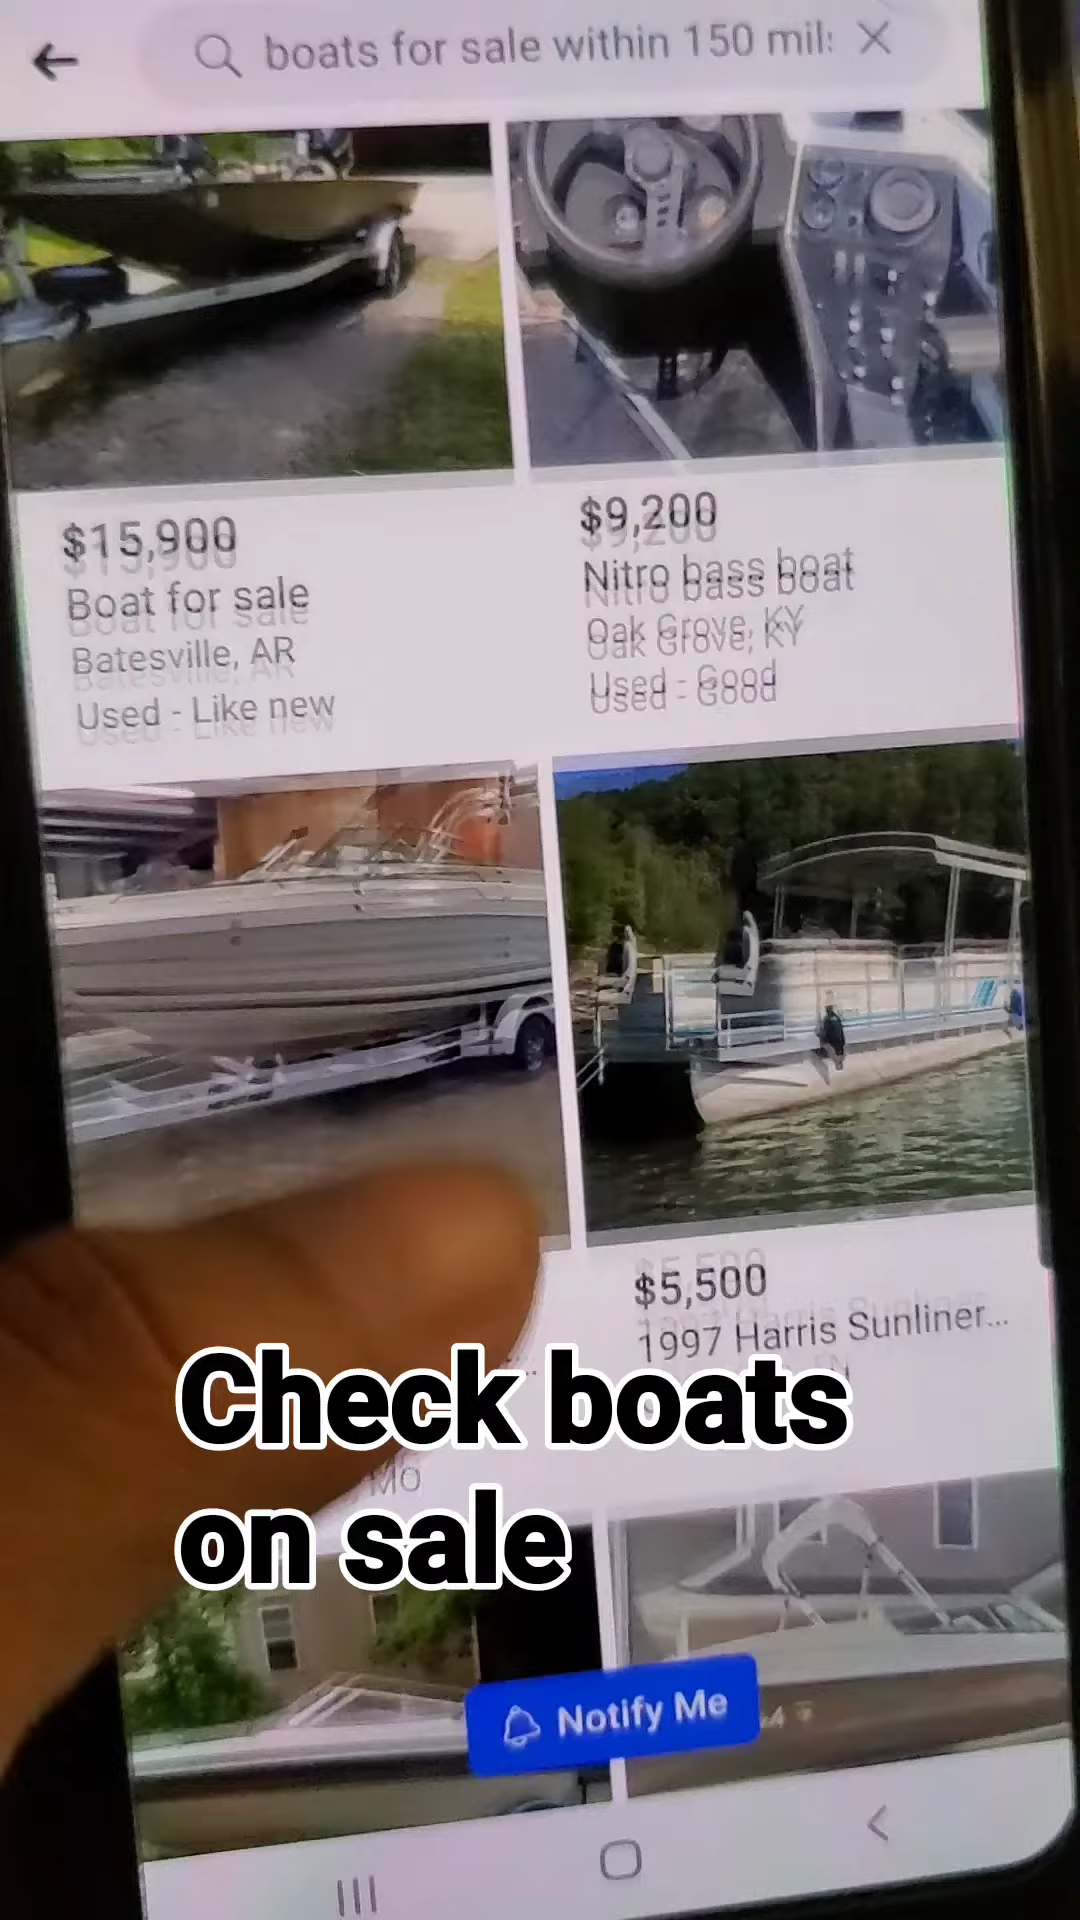 boats for sale within 150 mil
$15,900
Boat for sale
Batesville, AR
Used - Like new
$9,200
Nitro bass boat
Oak Grove, KY
Used - Good
$5,500
1997 Harris Sunliner...
Check boats
MO
on sale
Notify Me